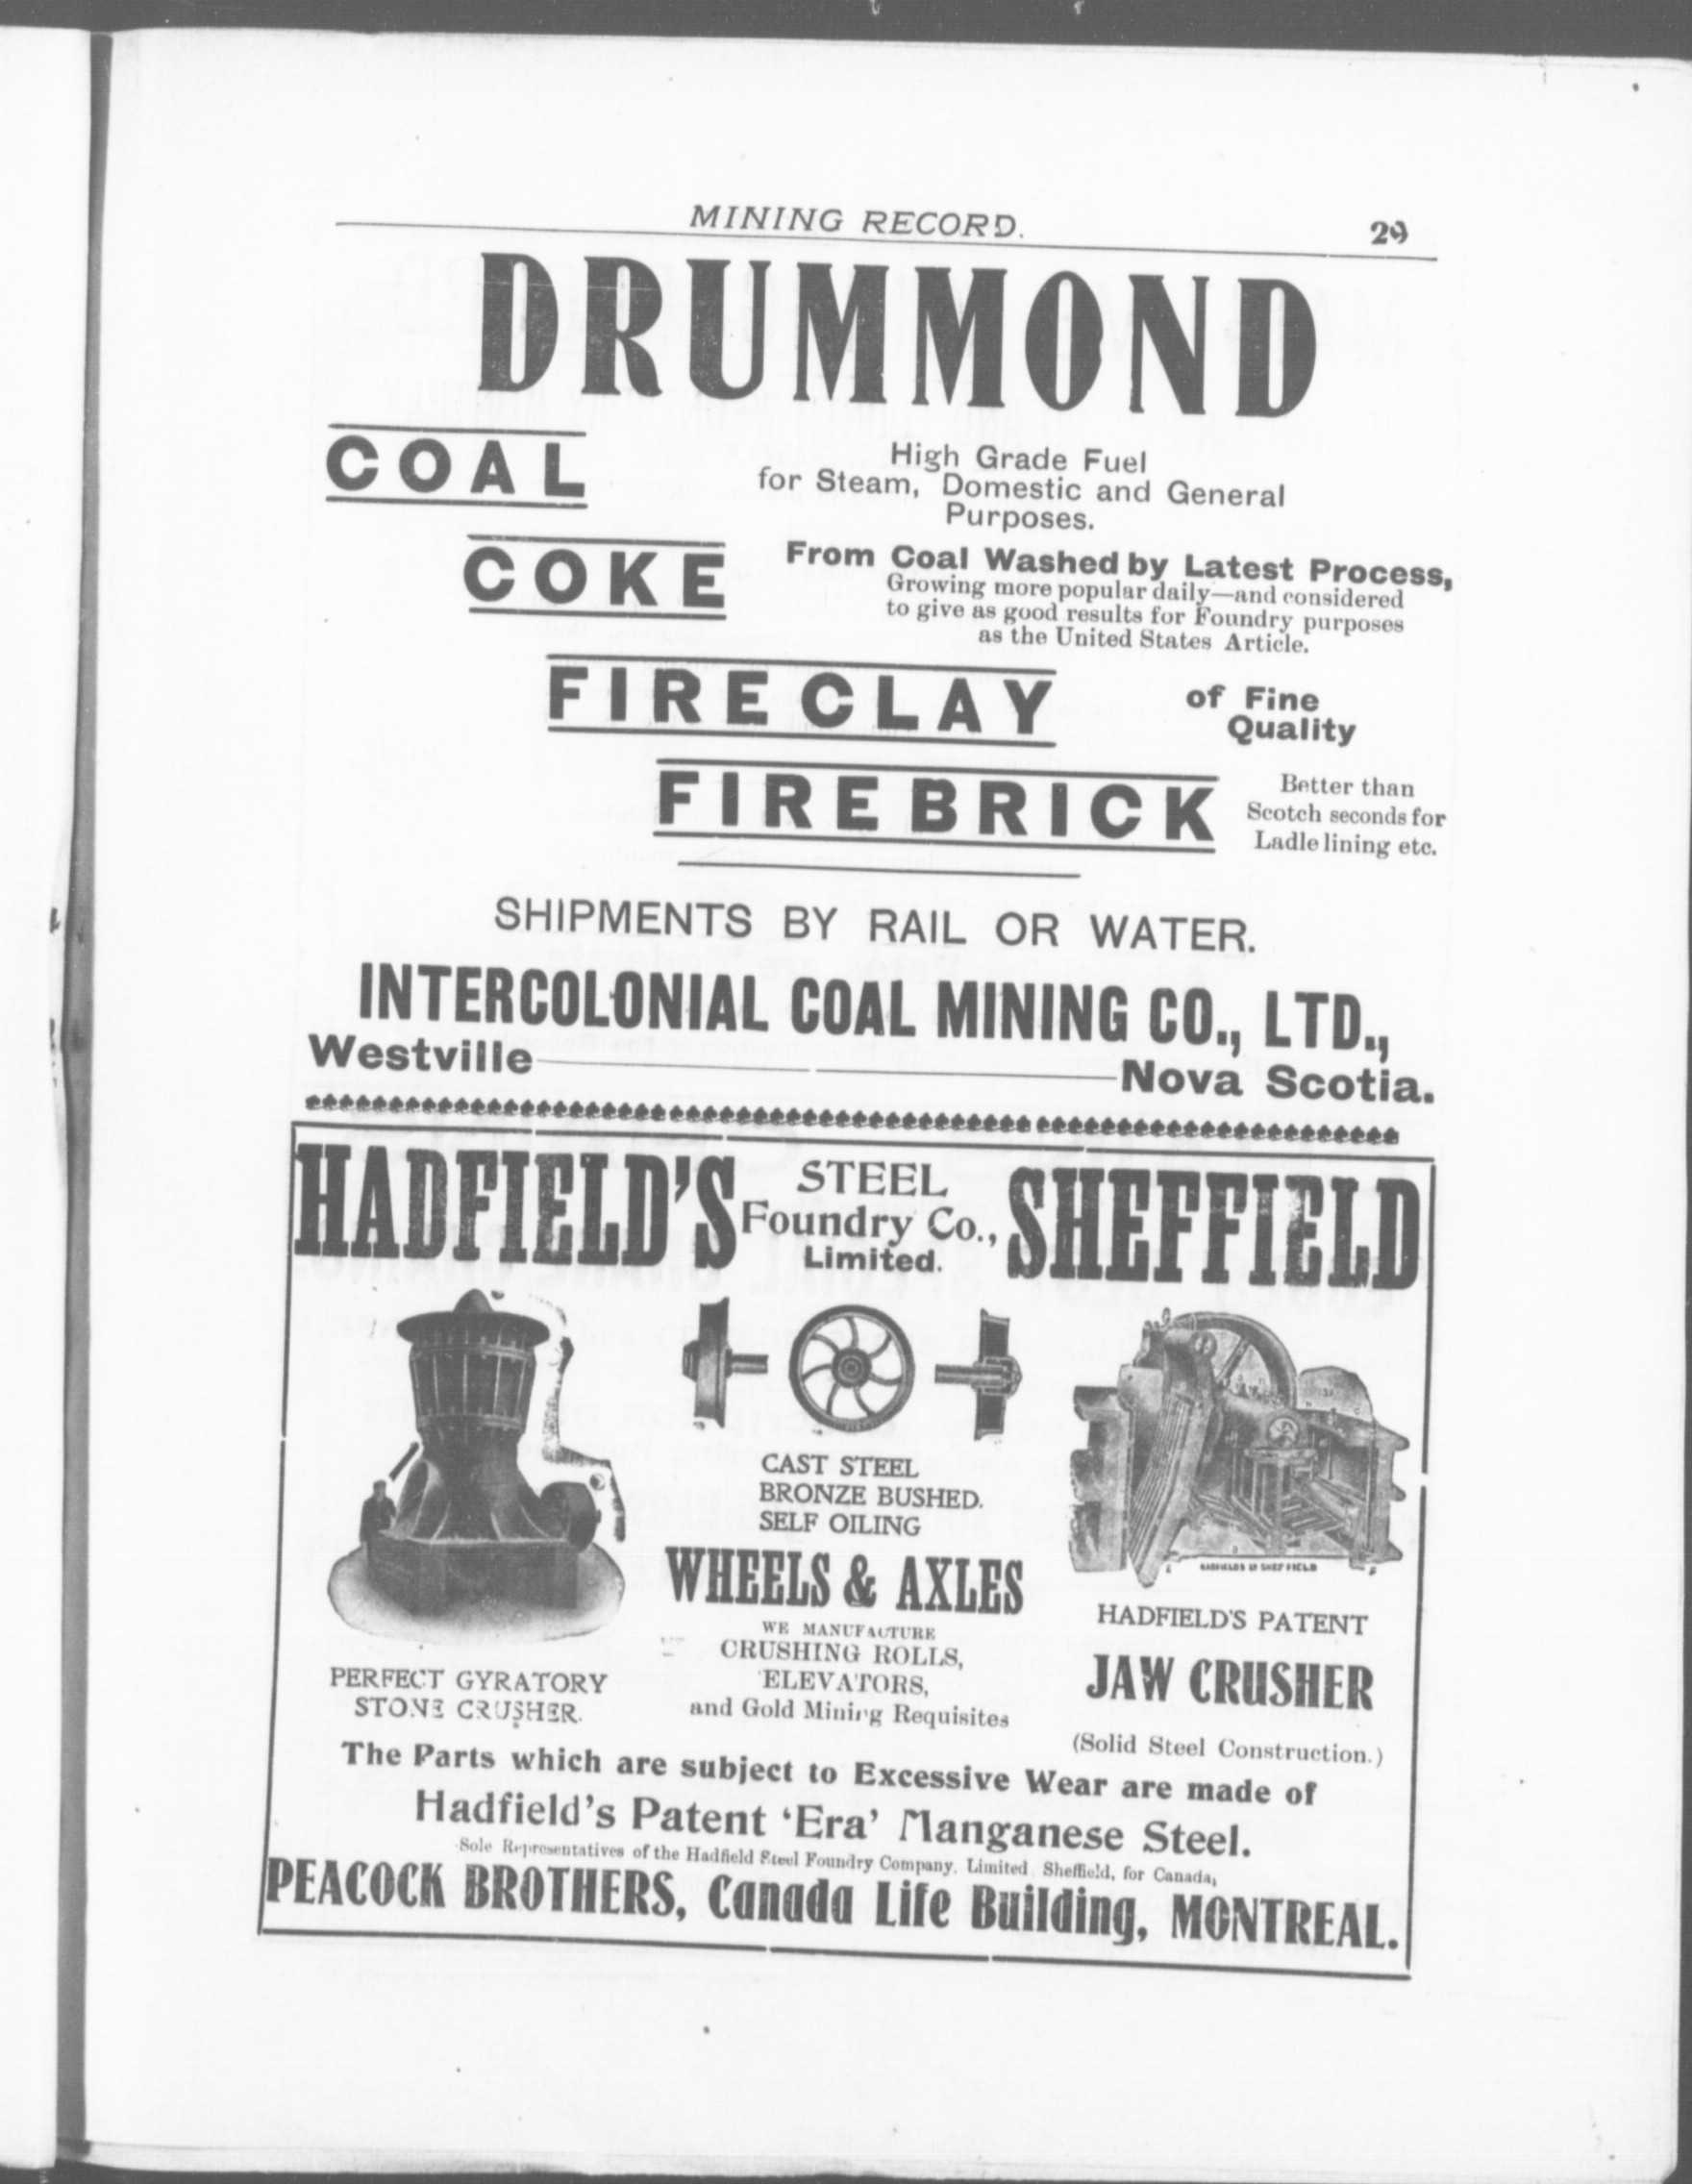 MINING RECORD. 29
DRUMMOND
COAL
High Grade Fuel
for Steam, Domestic and General
Purposes.
COKE
From Coal Washed by Latest Process,
Growing more popular daily—and considered
to give as good results for Foundry purposes
as the United States Article.
FIRECLAY
of Fine
Quality
FIREBRICK
Better than
Scotch seconds for
Ladle lining etc.
SHIPMENTS BY RAIL OR WATER.
INTERCOLONIAL COAL MINING CO., LTD.,
Westville Nova Scotia.
HADFIELD'S
STEEL
Foundry Co.,
Limited.
SHEFFIELD
CAST STEEL
BRONZE BUSHED.
SELF OILING
WHEELS & AXLES
WE MANUFACTURE
CRUSHING ROLLS,
ELEVATORS,
and Gold Mining Requisites
PERFECT GYRATORY
STONE CRUSHER.
HADFIELDS LD SHEFFIELD
HADFIELD'S PATENT
JAW CRUSHER
(Solid Steel Construction.)
The Parts which are subject to Excessive Wear are made of
Hadfield's Patent 'Era' Manganese Steel.
Sole Representatives of the Hadfield Steel Foundry Company, Limited Sheffield, for Canada,
PEACOCK BROTHERS, Canada Life Building, MONTREAL.